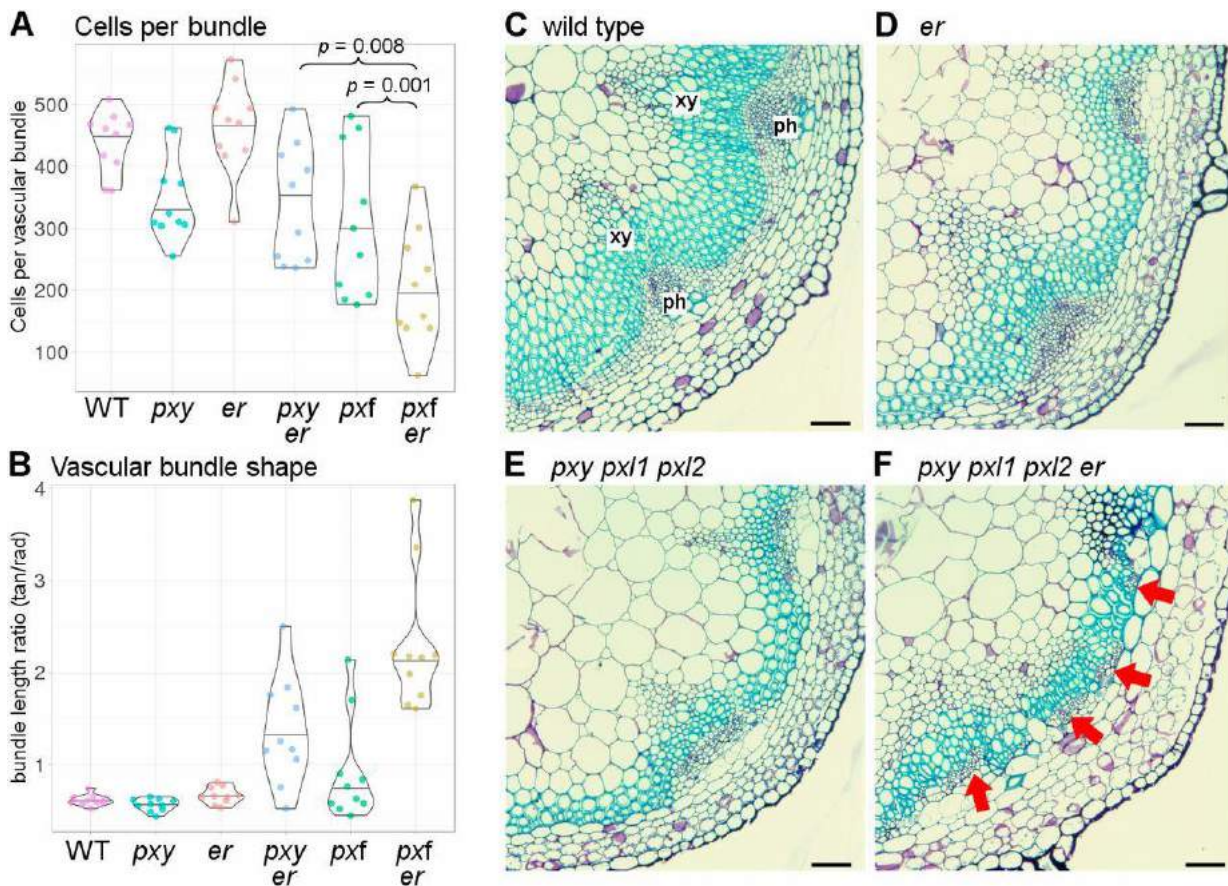 A Cells per bundle
p = 0.008
p = 0.001
Cells per vascular bundle
500
400
300
200
100
WT pxy er pxy er pxf pxf er
B Vascular bundle shape
bundle length ratio (tan/rad)
4
3
2
1
WT pxy er pxy er pxf pxf er
C wild type
xy
ph
xy
ph
D er
E pxy pxl1 pxl2
F pxy pxl1 pxl2 er